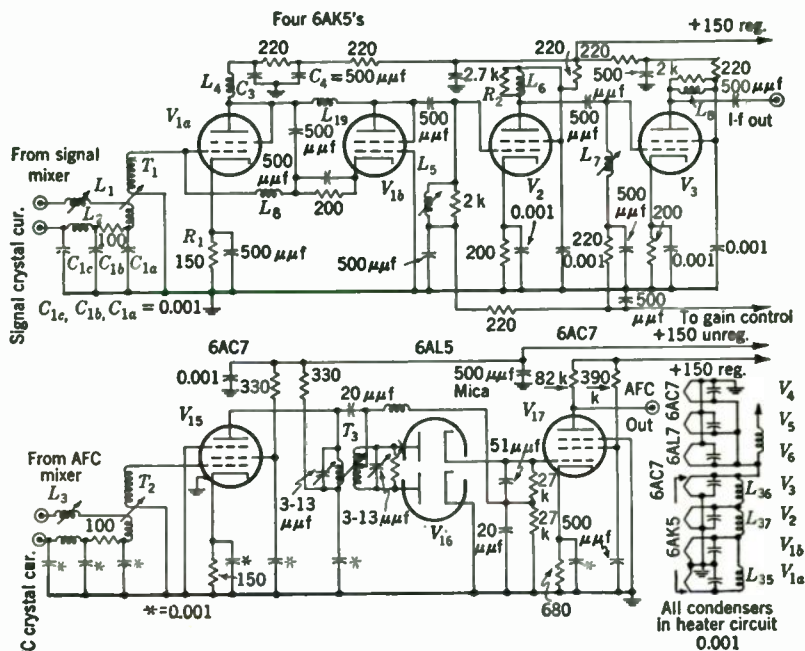 Four 6AK5's
+150 reg.
220
220
220
220
L4
C3
C4 = 500 μμf
2.7 k
R2
L6
500 μμf
2 k
220
500 μμf
L8
I-f out
V1a
L19
500 μμf
500 μμf
500 μμf
From signal mixer
T1
L1
L2
100
C1c
C1b
C1a
L8
500 μμf
200
V1b
L5
2 k
V2
L7
V3
R1
150
500 μμf
500 μμf
200
0.001
220
0.001
500 μμf
200
0.001
0.001
C1c, C1b, C1a = 0.001
Signal crystal cur.
220
500 μμf
To gain control
6AC7
6AL5
6AC7
+150 unreg.
0.001
330
330
20 μμf
500 μμf
Mica
82 k
390 k
AFC Out
+150 reg.
V15
T3
V17
51 μμf
From AFC mixer
T2
L3
100
3-13 μμf
3-13 μμf
V16
27 k
27 k
20 μμf
500 μμf
*
*
*
*
*
*
150
680
*=0.001
C crystal cur.
6AC7
6AL7
6AC7
6AK5
V4
V5
V6
V3
V2
V1b
V1a
L36
L37
L35
All condensers
in heater circuit
0.001